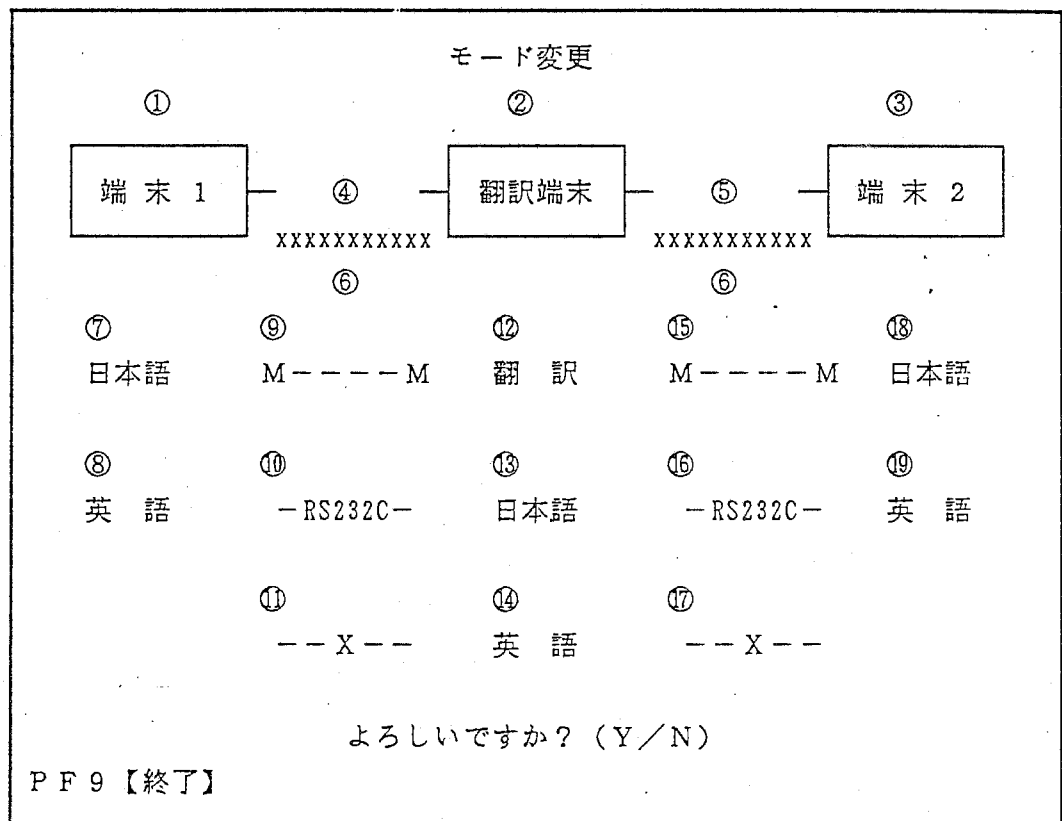 モード変更
① ② ③
端末1 ④ 翻訳端末 ⑤ 端末2
XXXXXXXXXXX XXXXXXXXXXX
⑥ ⑥
⑦ ⑨ ⑫ ⑮ ⑱
日本語 M----M 翻訳 M----M 日本語
⑧ ⑩ ⑬ ⑯ ⑲
英語 -RS232C- 日本語 -RS232C- 英語
⑪ ⑭ ⑰
--X-- 英語 --X--
よろしいですか?(Y/N)
PF9【終了】